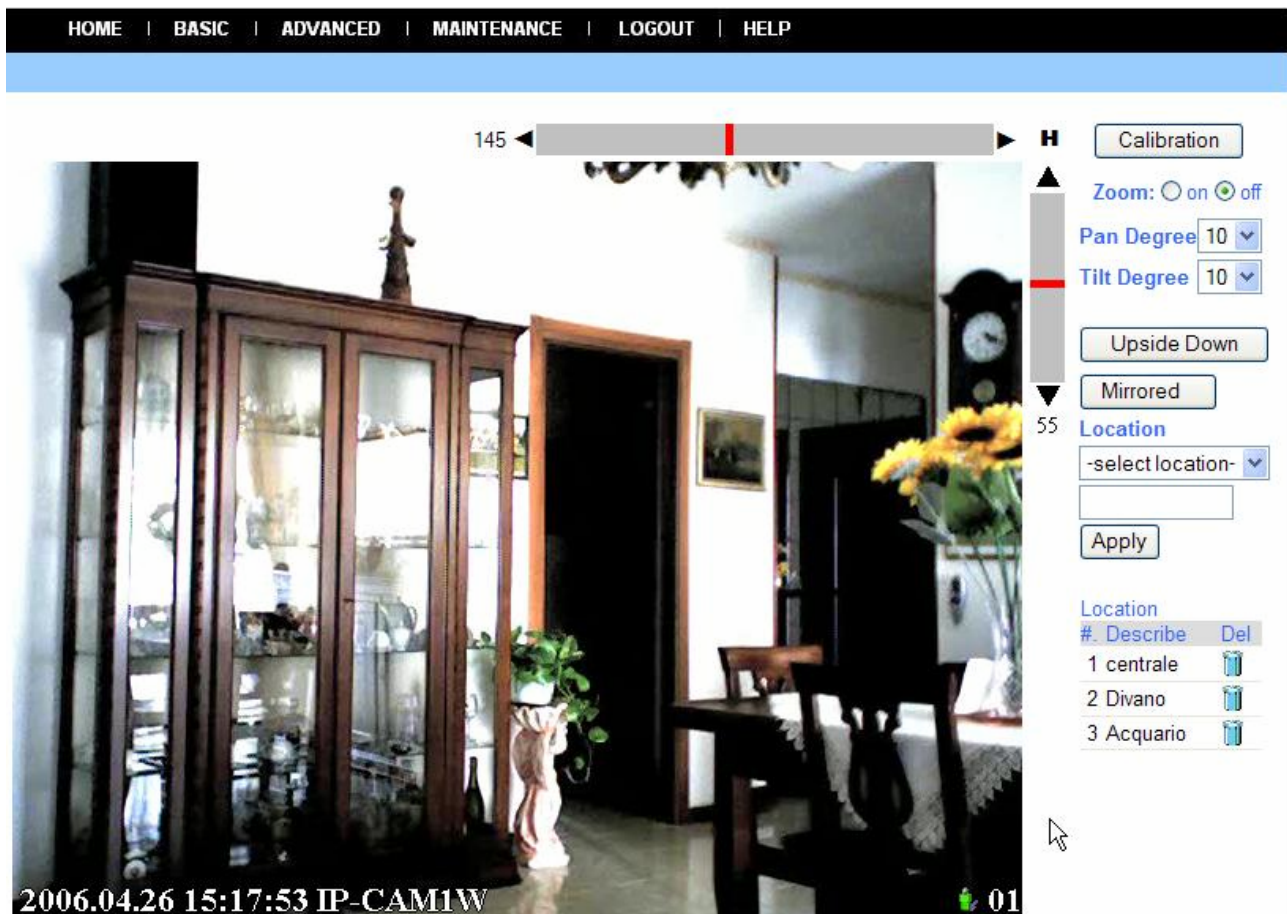 HOME | BASIC | ADVANCED | MAINTENANCE | LOGOUT | HELP
145
H
Calibration
Zoom: on off
Pan Degree 10
Tilt Degree 10
Upside Down
Mirrored
55
Location
-select location-
Apply
Location
#. Describe Del
1 centrale
2 Divano
3 Acquario
2006.04.26 15:17:53 IP-CAM1W
01